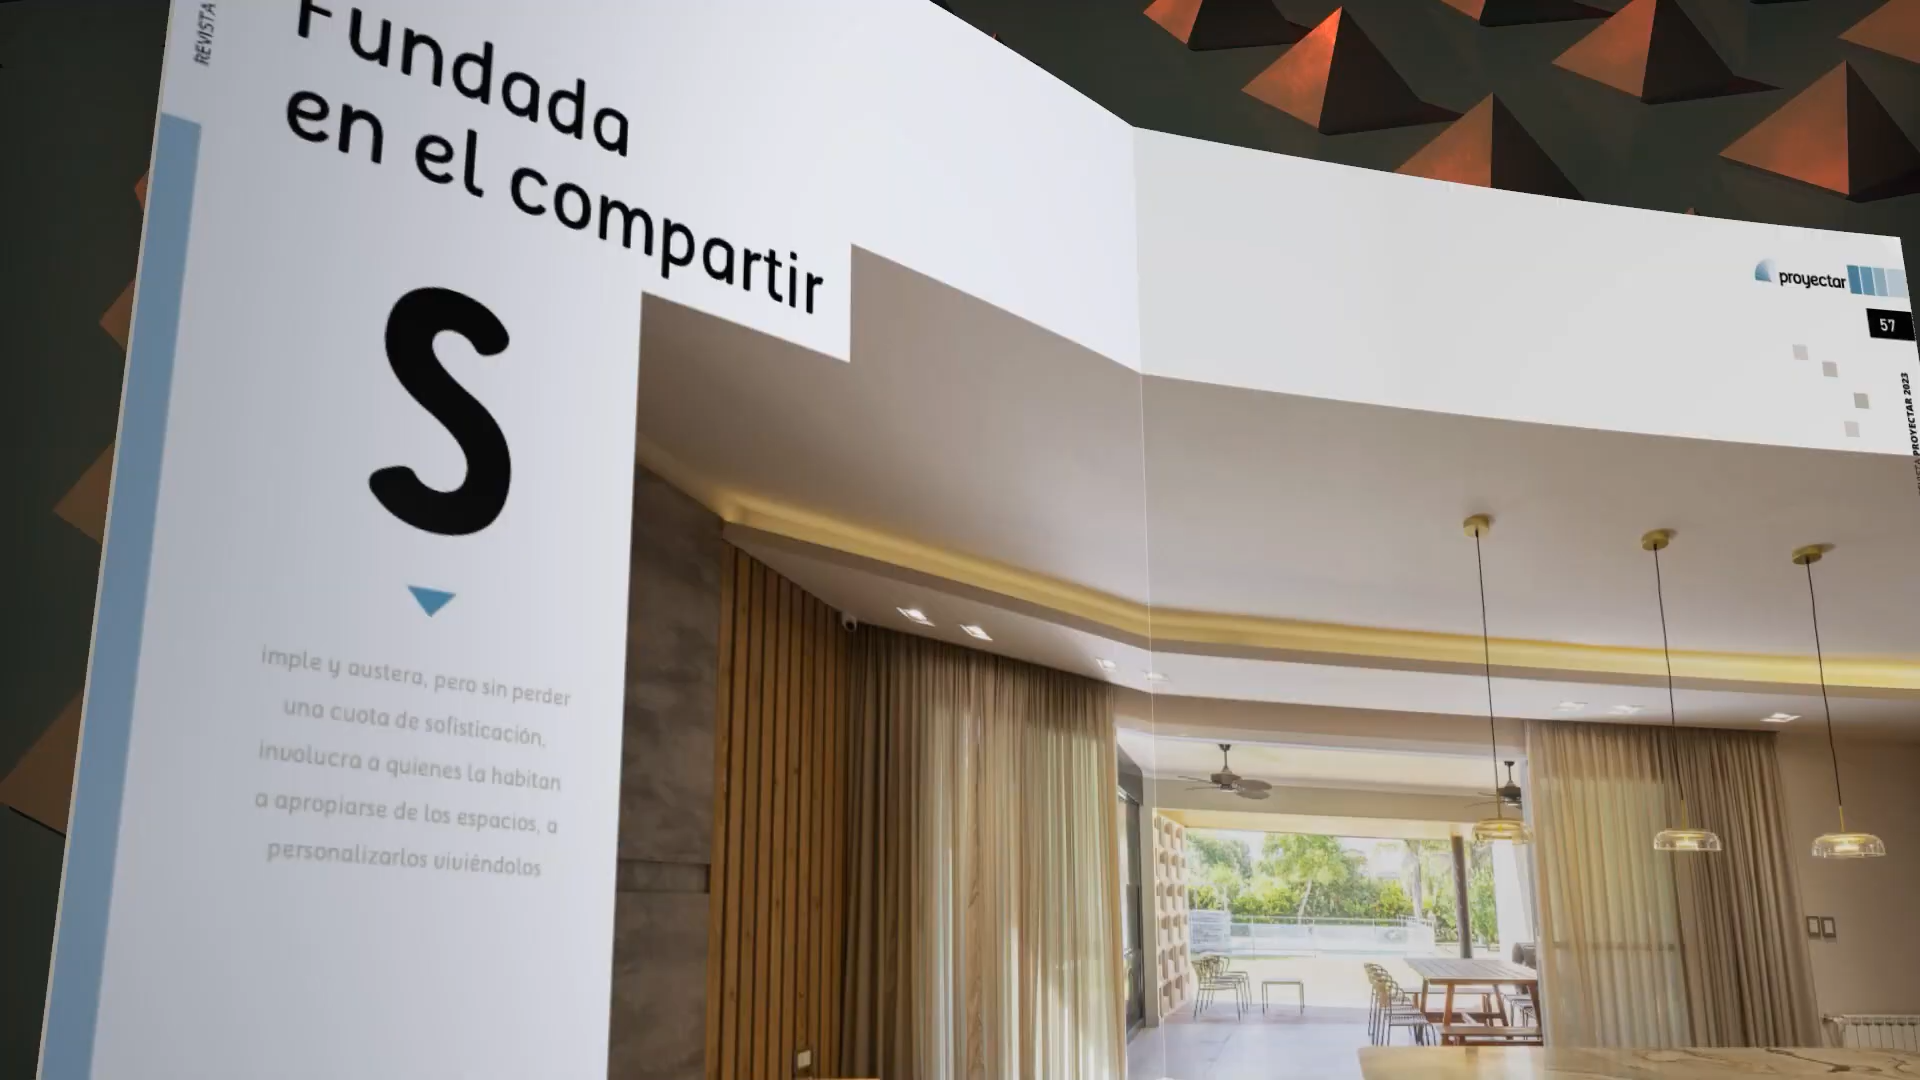 REVISTA
Fundada
en el compartir
S
imple y austera, pero sin perder
una cuota de sofisticación,
involucra a quienes la habitan
a apropiarse de los espacios, a
personalizarlos viviéndolos
proyectar
57
PROYECTAR 2023